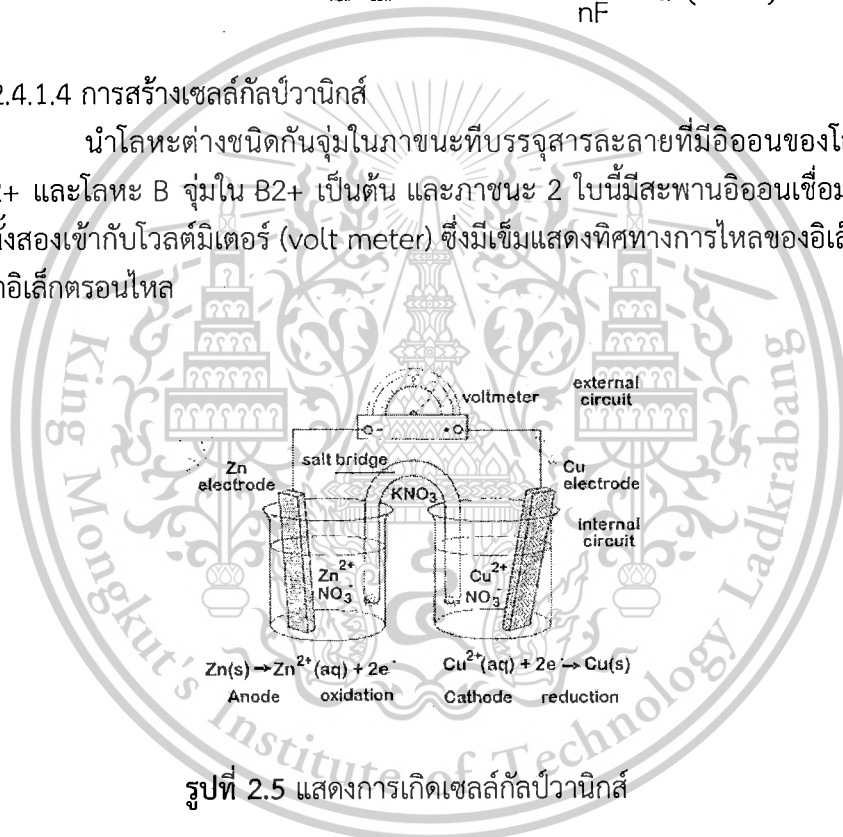 nF
2.4.1.4 การสร้างเซลล์กัลป์วานิกส์
นำโลหะต่างชนิดกันจุ่มในภาขนะทีบรรจุสารละลายที่มีอิออนของ
2+ และโลหะ B จุ่มใน B2+ เป็นต้น และภาชนะ 2 ใบนี้มีสะพานอิออนเชื่อม
ทั้งสองเข้ากับโวลต์มิเตอร์ (volt meter) ซึ่งมีเข็มแสดงทิศทางการไหลของ
อิเล็กตรอนไหล
voltmeter
external
circuit
Zn
electrode
salt bridge
KNO₃
Cu
electrode
internal
circuit
Zn²⁺
NO₃⁻
Cu²⁺
NO₃⁻
Zn(s)→Zn²⁺(aq) + 2e⁻
Cu²⁺(aq) + 2e⁻→Cu(s)
Anode oxidation
Cathode reduction
King Mongkut's Institute of Technology Ladkrabang
รูปที่ 2.5 แสดงการเกิดเซลล์กัลป์วานิกส์